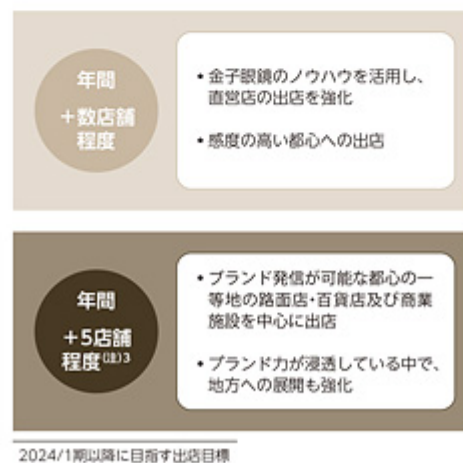 年間
+数店舗
程度
• 金子眼鏡のノウハウを活用し、
直営店の出店を強化
• 感度の高い都心への出店
年間
+5店舗
程度(注)3
• ブランド発信が可能な都心の一
等地の路面店・百貨店及び商業
施設を中心に出店
• ブランド力が浸透している中で、
地方への展開も強化
2024/1期以降に目指す出店目標